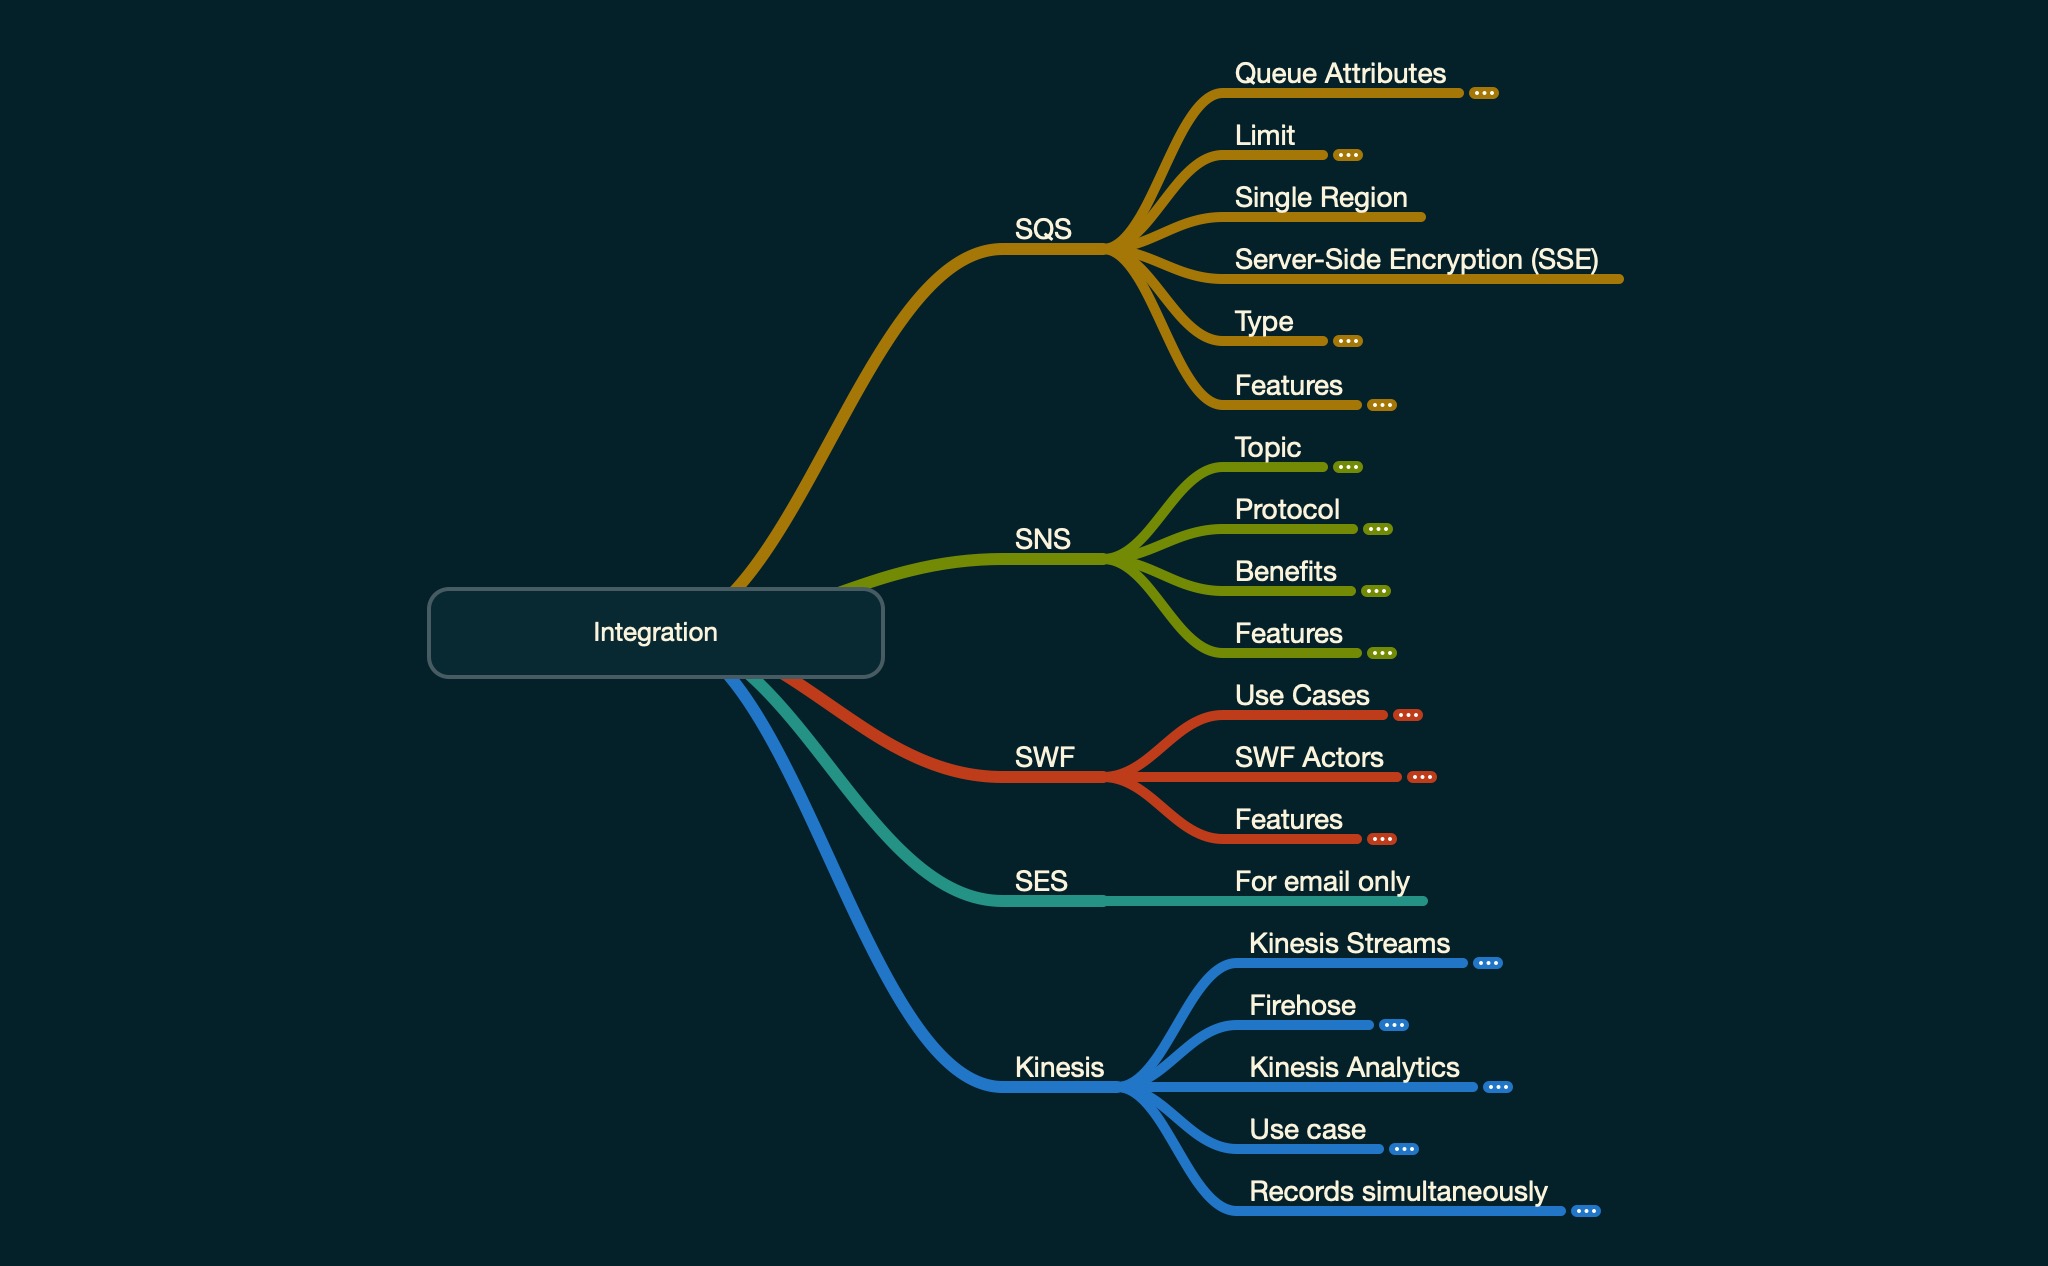 Integration
SQS
Queue Attributes
Limit
Single Region
Server-Side Encryption (SSE)
Type
Features
SNS
Topic
Protocol
Benefits
Features
SWF
Use Cases
SWF Actors
Features
SES
For email only
Kinesis
Kinesis Streams
Firehose
Kinesis Analytics
Use case
Records simultaneously